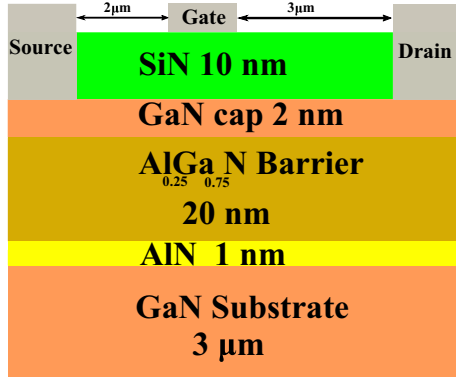 2μm
Gate
3μm
Source
Drain
SiN 10 nm
GaN cap 2 nm
AlGa N Barrier
0.25 0.75
20 nm
AlN 1 nm
GaN Substrate
3 μm